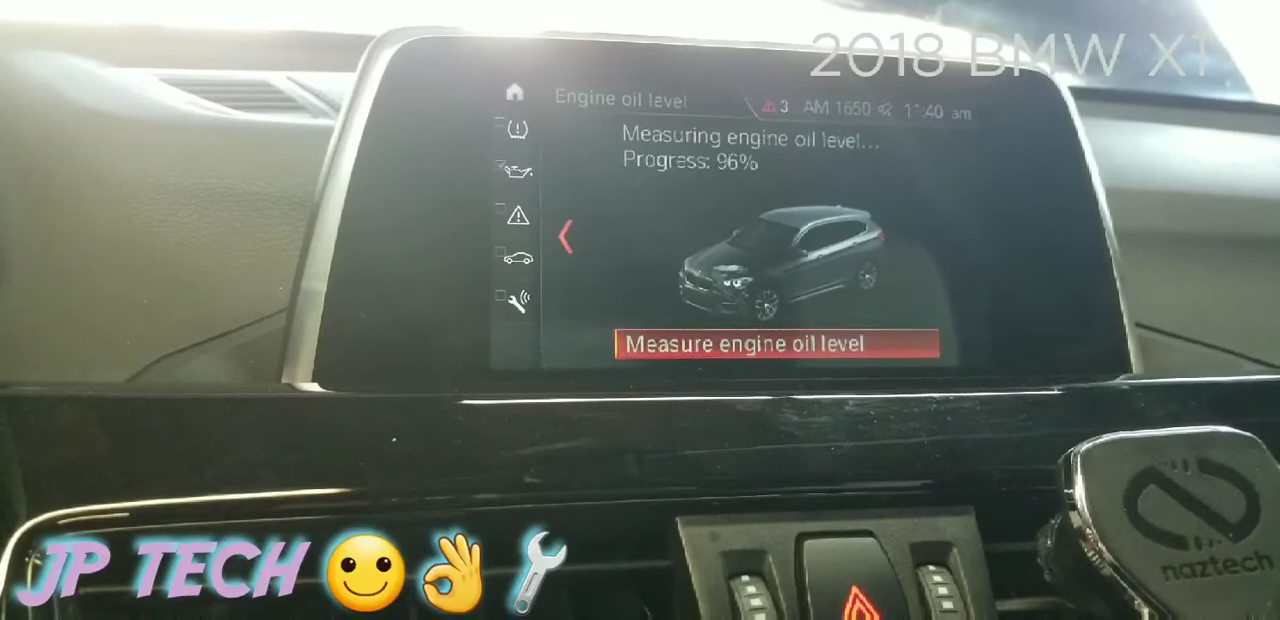 2018 BMW X1
Engine oil level
3 AM 1650 11:40 am
Measuring engine oil level...
Progress: 96%
Measure engine oil level
JP TECH
naztech